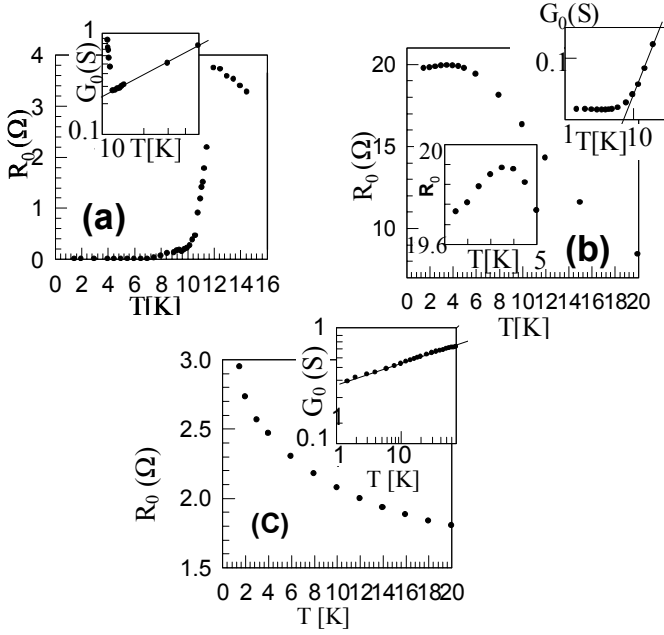 G₀(S)
1
0.1
10
T[K]
4
3
2
1
0
R₀(Ω)
(a)
0 2 4 6 8 10 12 14 16
T[K]
G₀(S)
0.1
1
T[K]
10
20
15
10
R₀(Ω)
20
19.6
R₀
T[K]
5
(b)
0 2 4 6 8 10 12 14 16 18 20
T[K]
1
0.1
1
G₀(S)
1
10
T [K]
3.0
2.5
2.0
1.5
R₀(Ω)
(C)
0 2 4 6 8 10 12 14 16 18 20
T [K]